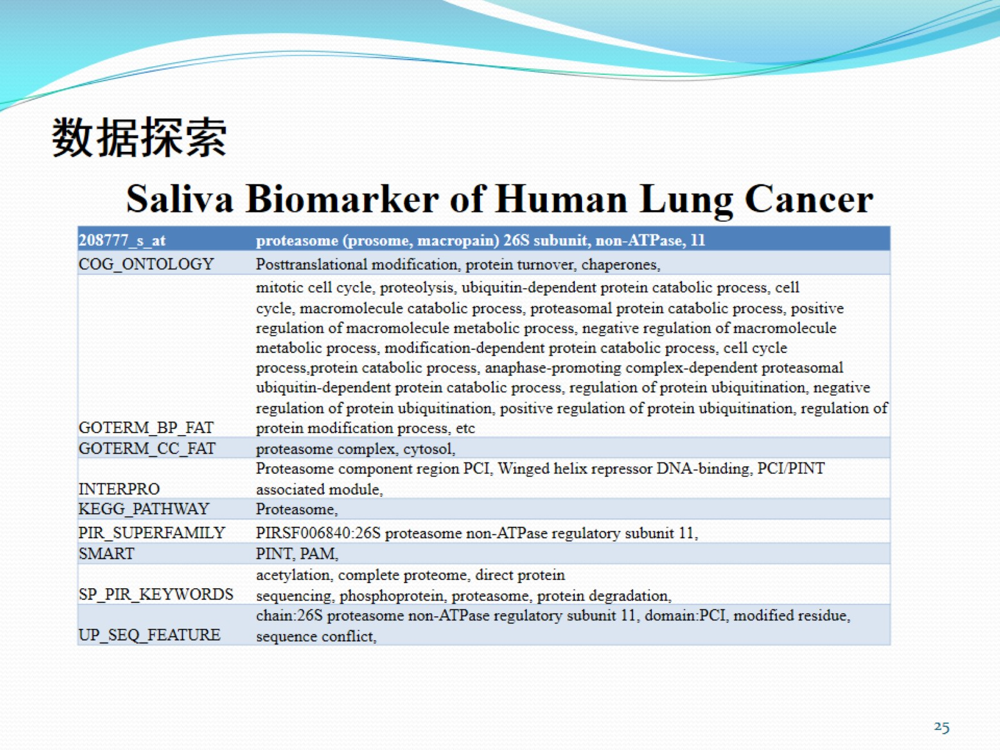 数据探索
Saliva Biomarker of Human Lung Cancer
208777_s_at proteasome (prosome, macropain) 26S subunit, non-ATPase, 11
COG_ONTOLOGY Posttranslational modification, protein turnover, chaperones,
mitotic cell cycle, proteolysis, ubiquitin-dependent protein catabolic process, cell
cycle, macromolecule catabolic process, proteasomal protein catabolic process, positive
regulation of macromolecule metabolic process, negative regulation of macromolecule
metabolic process, modification-dependent protein catabolic process, cell cycle
process,protein catabolic process, anaphase-promoting complex-dependent proteasomal
ubiquitin-dependent protein catabolic process, regulation of protein ubiquitination, negative
regulation of protein ubiquitination, positive regulation of protein ubiquitination, regulation of
GOTERM_BP_FAT protein modification process, etc
GOTERM_CC_FAT proteasome complex, cytosol,
Proteasome component region PCI, Winged helix repressor DNA-binding, PCI/PINT
INTERPRO associated module,
KEGG_PATHWAY Proteasome,
PIR_SUPERFAMILY PIRSF006840:26S proteasome non-ATPase regulatory subunit 11,
SMART PINT, PAM,
acetylation, complete proteome, direct protein
SP_PIR_KEYWORDS sequencing, phosphoprotein, proteasome, protein degradation,
chain:26S proteasome non-ATPase regulatory subunit 11, domain:PCI, modified residue,
UP_SEQ_FEATURE sequence conflict,
25